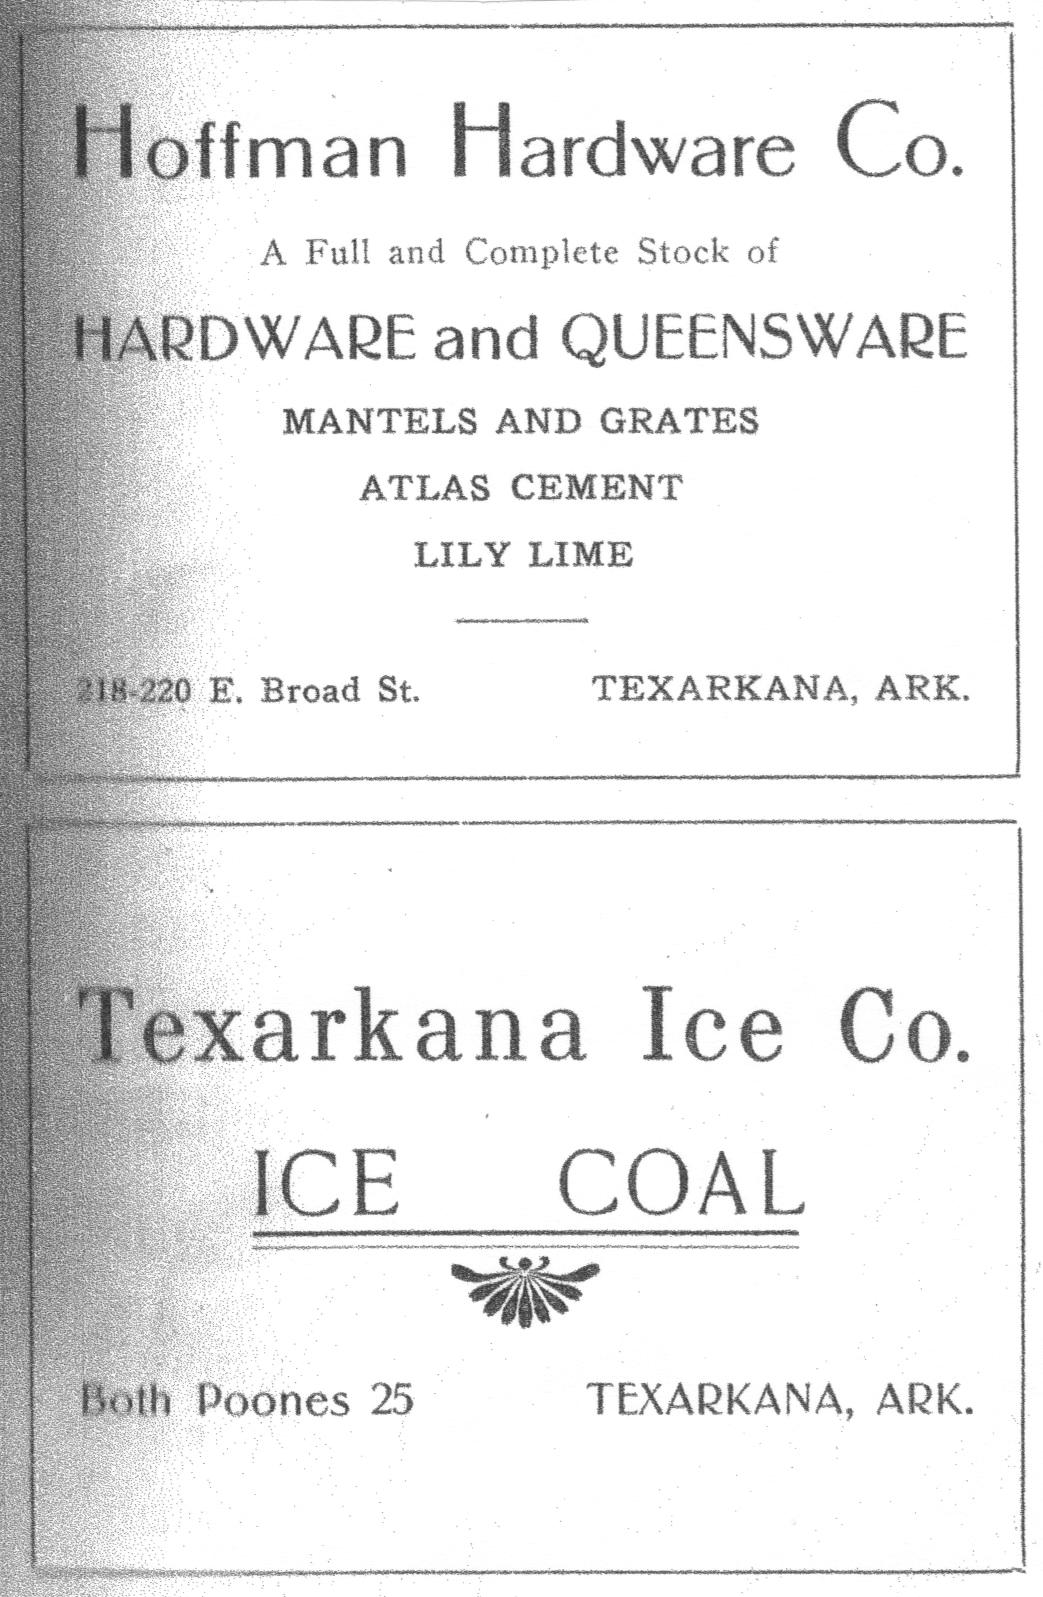 Hoffman Hardware Co.
A Full and Complete Stock of
HARDWARE and QUEENSWARE
MANTELS AND GRATES
ATLAS CEMENT
LILY LIME
218-220 E. Broad St. TEXARKANA, ARK.
Texarkana Ice Co.
ICE COAL
Both Poones 25 TEXARKANA, ARK.